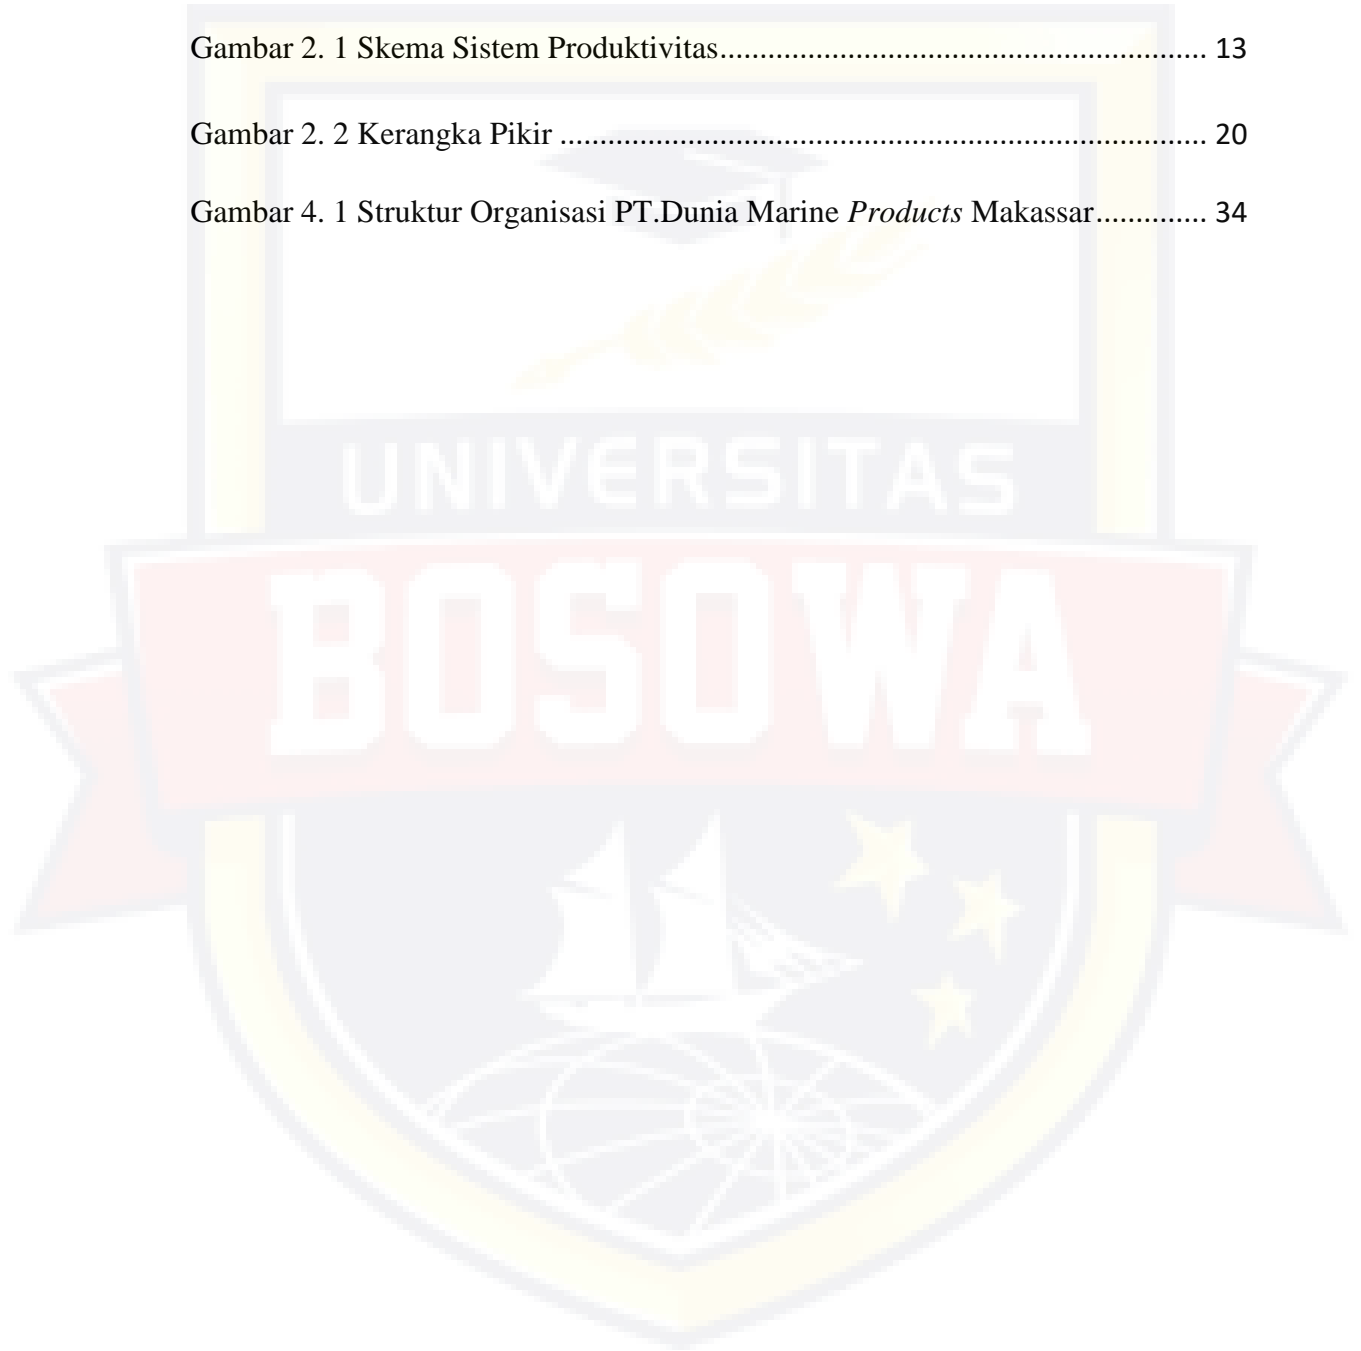 Gambar 2. 1 Skema Sistem Produktivitas............................................................. 13
Gambar 2. 2 Kerangka Pikir ................................................................................. 20
Gambar 4. 1 Struktur Organisasi PT.Dunia Marine Products Makassar.............. 34
UNIVERSITAS
BOSOWA